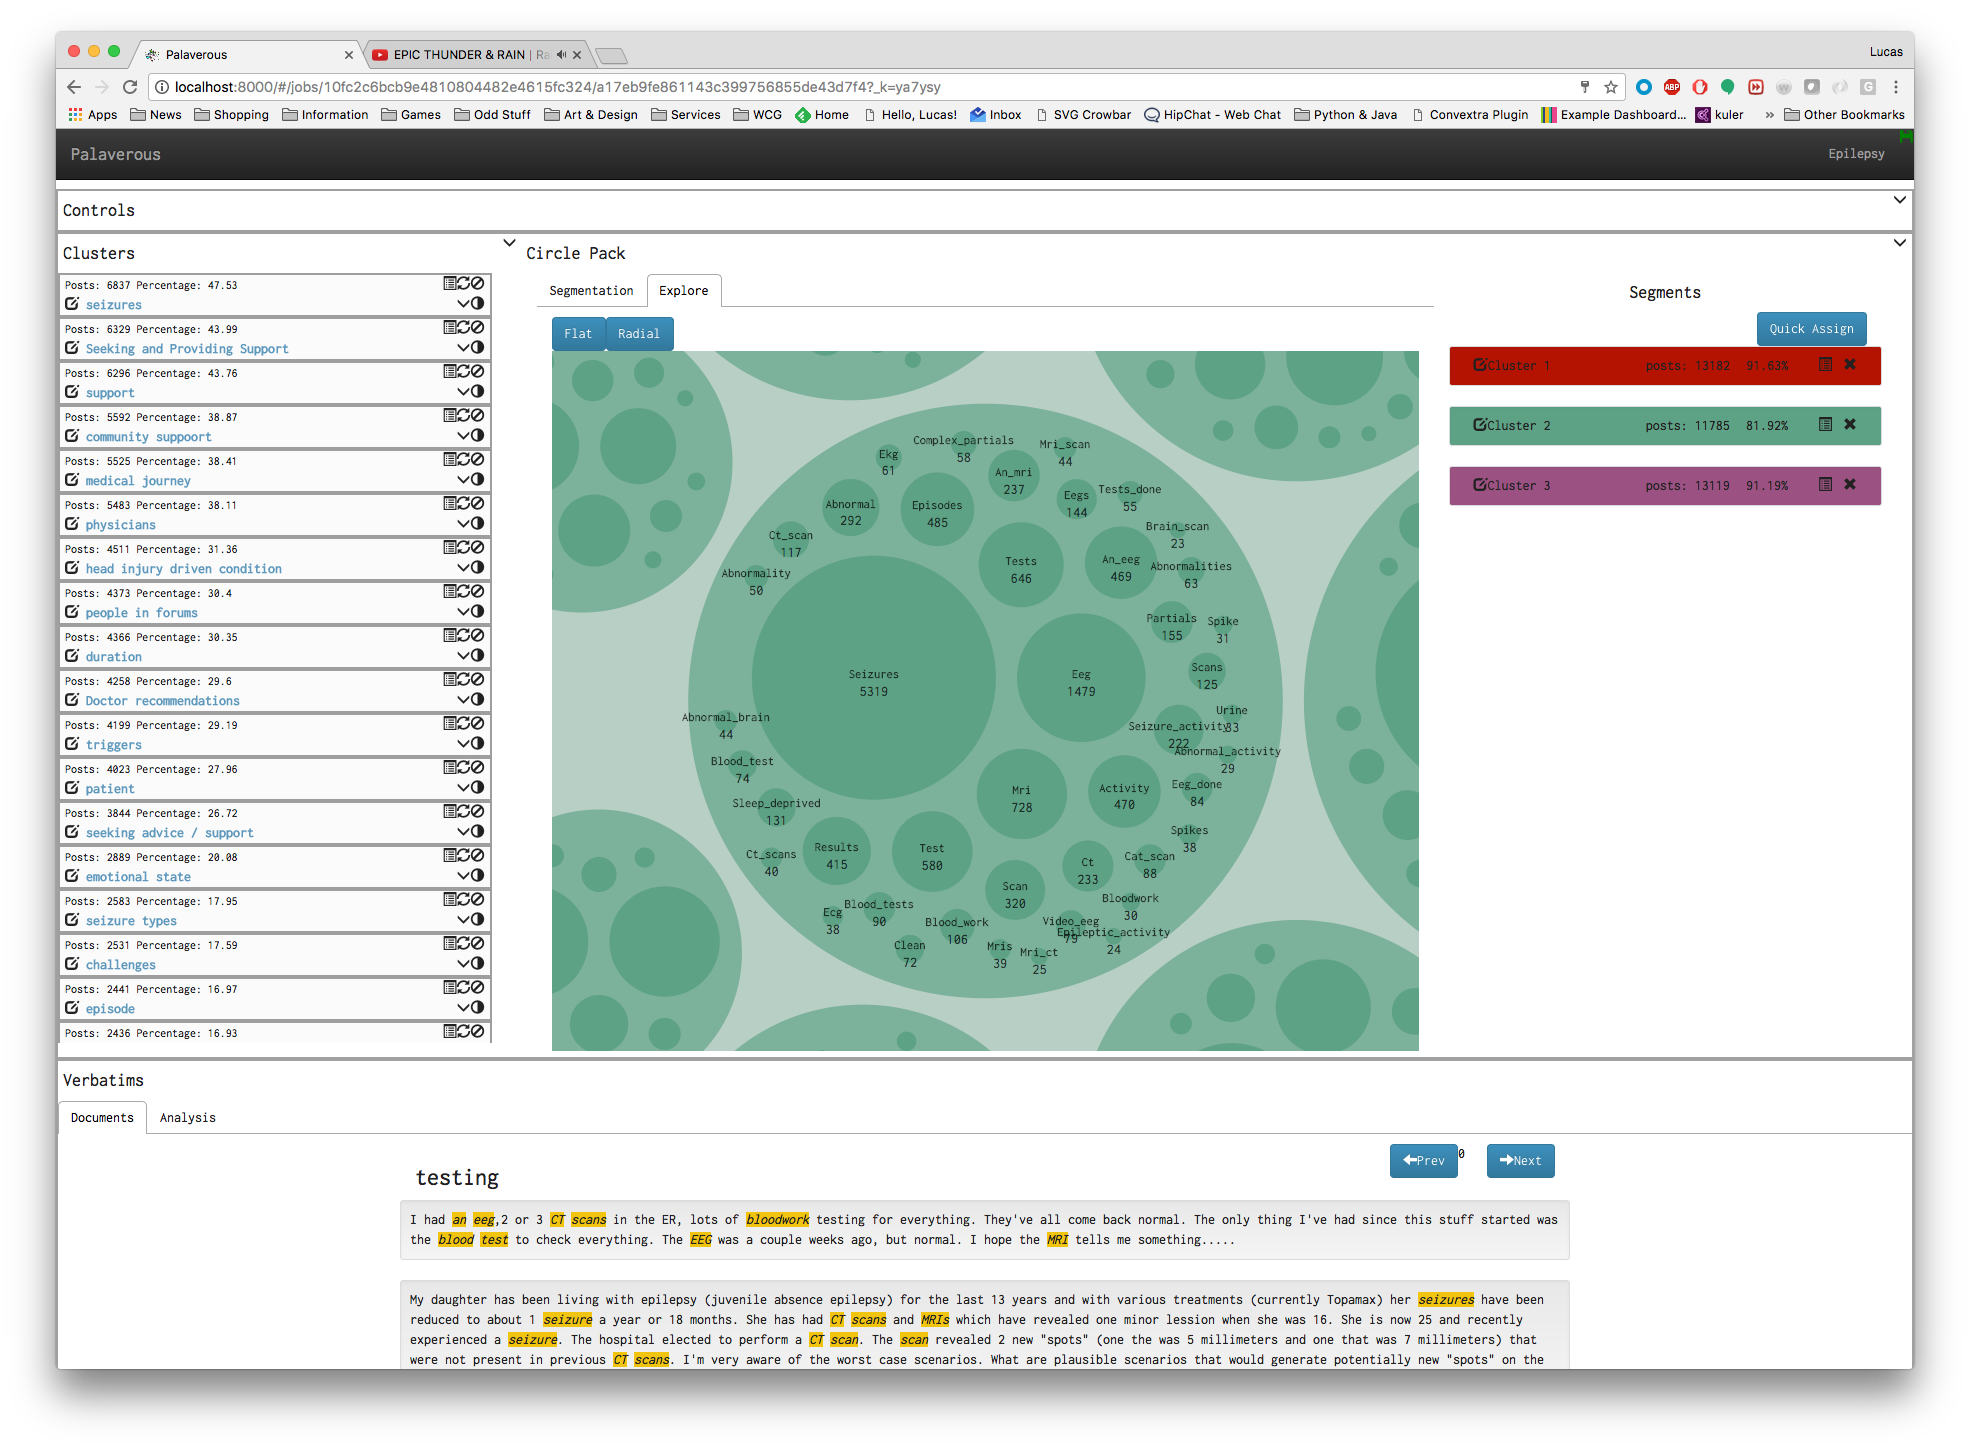 Palaverous
EPIC THUNDER & RAIN | Ra
Lucas
localhost:8000/#/jobs/10fc2c6bcb9e4810804482e4615fc324/a17eb9fe861143c399756855de43d7f4?_k=ya7ysy
ABP
Apps News Shopping Information Games Odd Stuff Art & Design Services WCG Home Hello, Lucas! Inbox SVG Crowbar HipChat - Web Chat Python & Java Convextra Plugin Example Dashboard... kuler » Other Bookmarks
Palaverous
Epilepsy
Controls
Clusters
Posts: 6837 Percentage: 47.53
seizures
Posts: 6329 Percentage: 43.99
Seeking and Providing Support
Posts: 6296 Percentage: 43.76
support
Posts: 5592 Percentage: 38.87
community suppoort
Posts: 5525 Percentage: 38.41
medical journey
Posts: 5483 Percentage: 38.11
physicians
Posts: 4511 Percentage: 31.36
head injury driven condition
Posts: 4373 Percentage: 30.4
people in forums
Posts: 4366 Percentage: 30.35
duration
Posts: 4258 Percentage: 29.6
Doctor recommendations
Posts: 4199 Percentage: 29.19
triggers
Posts: 4023 Percentage: 27.96
patient
Posts: 3844 Percentage: 26.72
seeking advice / support
Posts: 2889 Percentage: 20.08
emotional state
Posts: 2583 Percentage: 17.95
seizure types
Posts: 2531 Percentage: 17.59
challenges
Posts: 2441 Percentage: 16.97
episode
Posts: 2436 Percentage: 16.93
Circle Pack
Segmentation Explore
Flat Radial
Complex_partials
58
Mri_scan
44
Ekg
61
An_mri
237
Eegs
144
Tests_done
55
Abnormal
292
Episodes
485
Brain_scan
23
Ct_scan
117
Tests
646
An_eeg
469
Abnormalities
63
Abnormality
50
Partials
155
Spike
31
Scans
125
Seizures
5319
Eeg
1479
Urine
33
Abnormal_brain
44
Seizure_activity
222
Abnormal_activity
29
Blood_test
74
Mri
728
Activity
470
Eeg_done
84
Sleep_deprived
131
Spikes
38
Ct_scans
40
Results
415
Test
580
Ct
233
Cat_scan
88
Scan
320
Bloodwork
30
Ecg
38
Blood_tests
90
Blood_work
106
Video_eeg
79
Epileptic_activity
24
Clean
72
Mris
39
Mri_ct
25
Segments
Quick Assign
Cluster 1 posts: 13182 91.63%
Cluster 2 posts: 11785 81.92%
Cluster 3 posts: 13119 91.19%
Verbatims
Documents Analysis
Prev 0 Next
testing
I had an eeg,2 or 3 CT scans in the ER, lots of bloodwork testing for everything. They've all come back normal. The only thing I've had since this stuff started was
the blood test to check everything. The EEG was a couple weeks ago, but normal. I hope the MRI tells me something.....
My daughter has been living with epilepsy (juvenile absence epilepsy) for the last 13 years and with various treatments (currently Topamax) her seizures have been
reduced to about 1 seizure a year or 18 months. She has had CT scans and MRIs which have revealed one minor lession when she was 16. She is now 25 and recently
experienced a seizure. The hospital elected to perform a CT scan. The scan revealed 2 new "spots" (one the was 5 millimeters and one that was 7 millimeters) that
were not present in previous CT scans. I'm very aware of the worst case scenarios. What are plausible scenarios that would generate potentially new "spots" on the